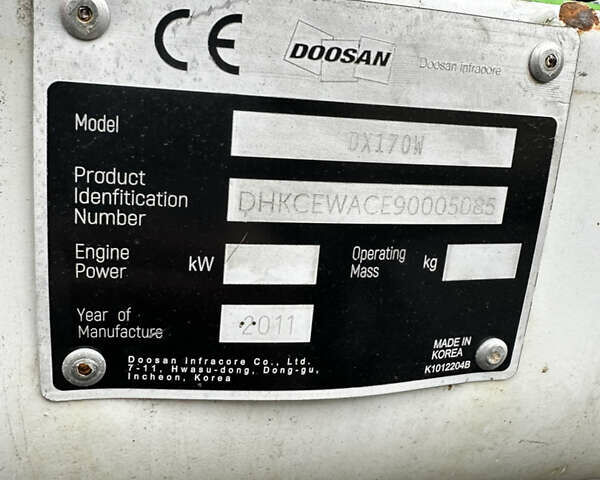 CE DOOSAN Doosan Infracore
Model DX170W
Product
Idenfitication
Number
DHKCEWACE90005085
Engine
Power
kW
Operating
Mass
kg
Year of
Manufacture
2011
Doosan Infracore Co., Ltd.
7-11, Hwasu-dong, Dong-gu,
Incheon, Korea
MADE IN
KOREA
K1012204B